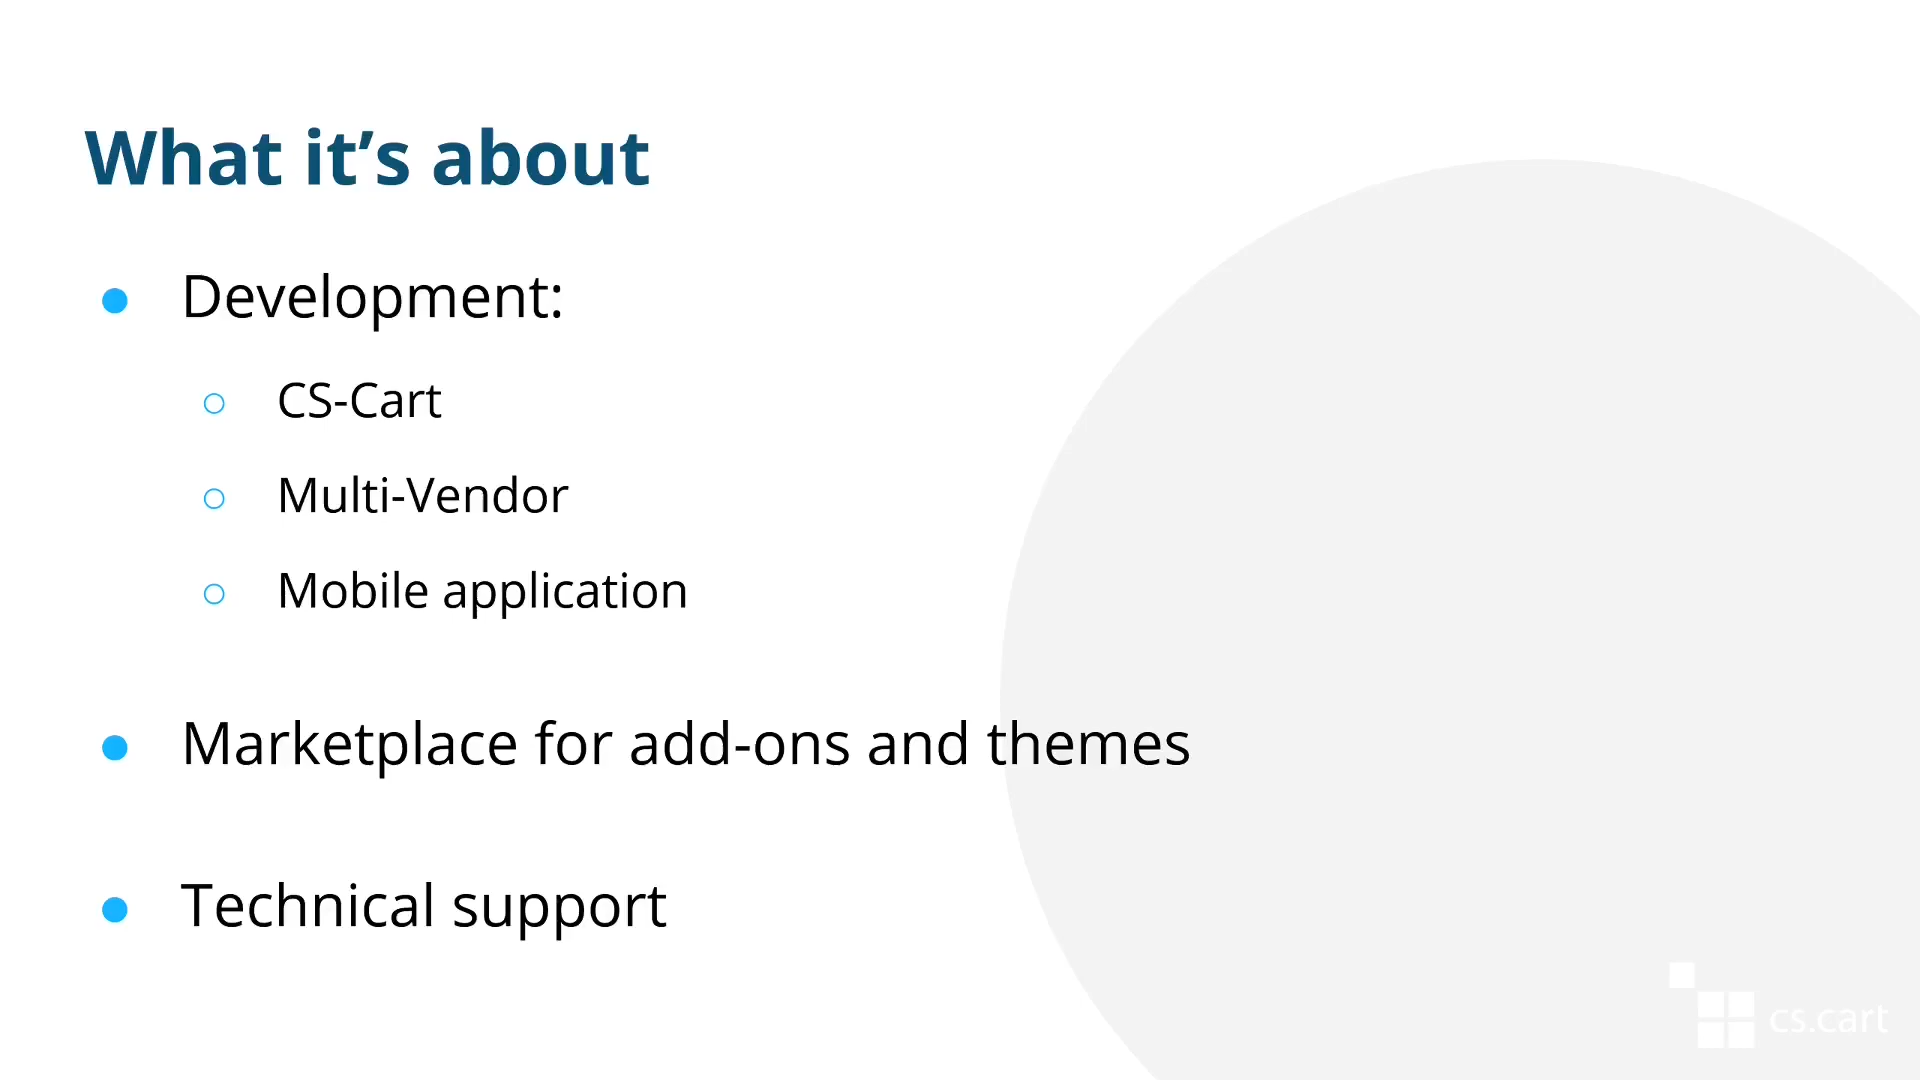 What it’s about
● Development:
○ CS-Cart
○ Multi-Vendor
○ Mobile application
● Marketplace for add-ons and themes
● Technical support
cs.cart